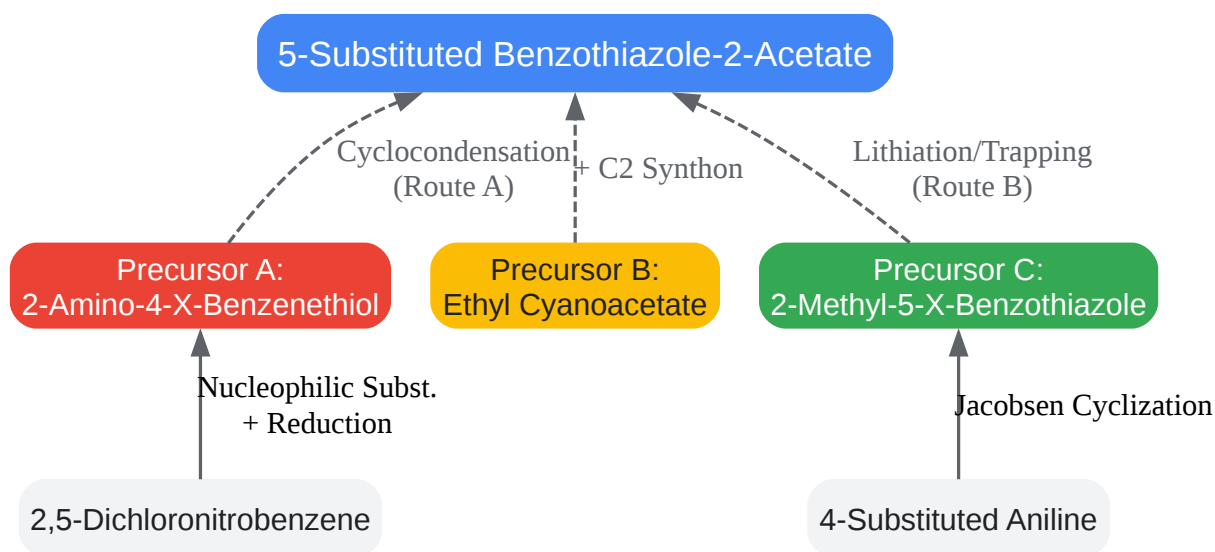 5-Substituted Benzothiazole-2-Acetate
Cyclocondensation
(Route A)
+ C2 Synthon
Lithiation/Trapping
(Route B)
Precursor A:
2-Amino-4-X-Benzenethiol
Precursor B:
Ethyl Cyanoacetate
Precursor C:
2-Methyl-5-X-Benzothiazole
Nucleophilic Subst.
+ Reduction
Jacobsen Cyclization
2,5-Dichloronitrobenzene
4-Substituted Aniline